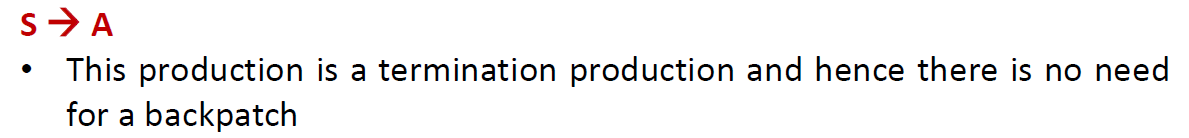 S → A
• This production is a termination production and hence there is no need
for a backpatch